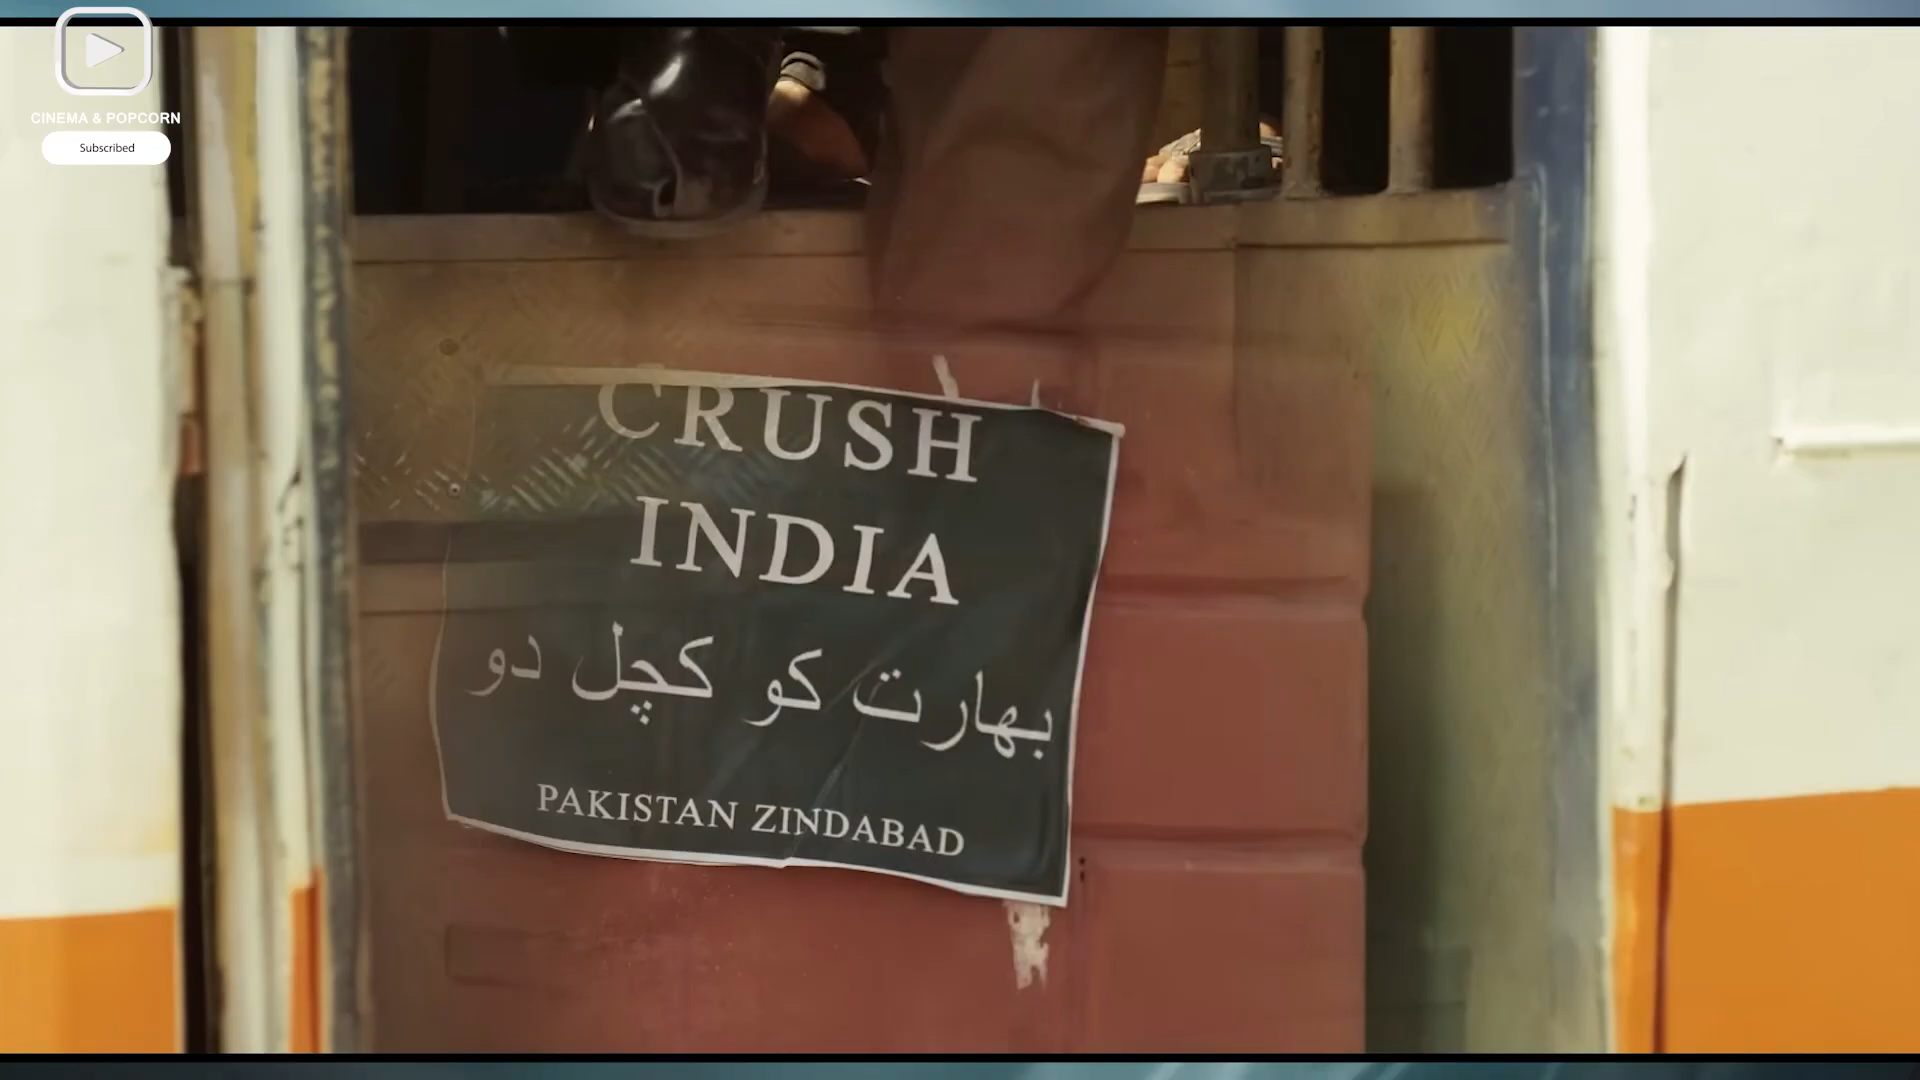 CINEMA & POPCORN
Subscribed
CRUSH
INDIA
بھارت کو کچل دو
PAKISTAN ZINDABAD